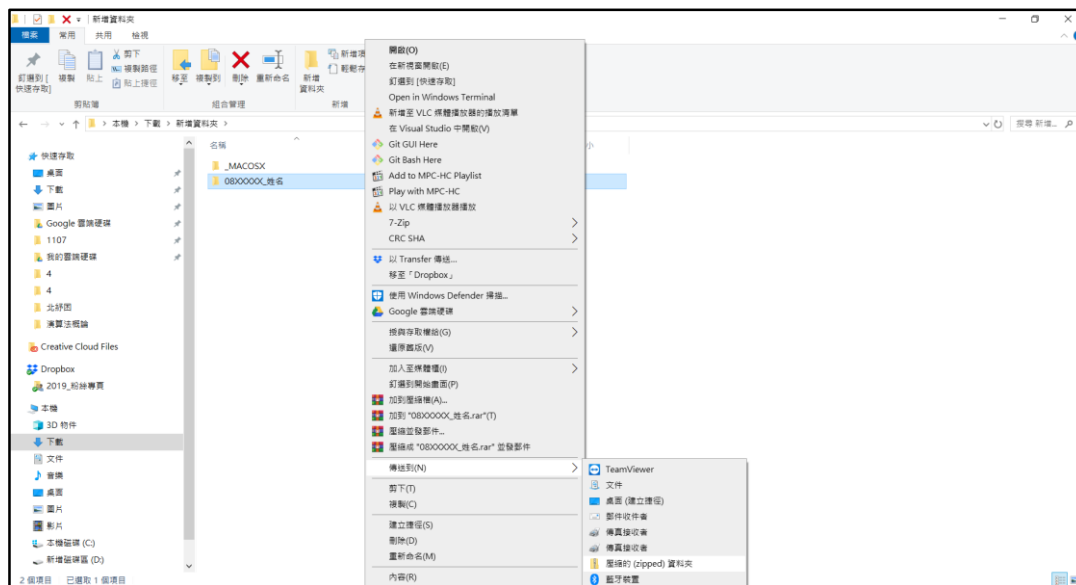 新增資料夾
檔案 常用 共用 檢視
釘選到 [快速存取]
複製
貼上
剪下
複製路徑
貼上捷徑
剪貼簿
移至
複製到
刪除
重新命名
組合管理
新增資料夾
新增項
輕鬆存
新增
本機 > 下載 > 新增資料夾 >
搜尋 新增...
快速存取
桌面
下載
圖片
Google 雲端硬碟
1107
我的雲端硬碟
4
4
北紓困
演算法概論
Creative Cloud Files
Dropbox
2019_粉絲專頁
本機
3D 物件
下載
文件
音樂
桌面
圖片
影片
本機磁碟 (C:)
新增磁碟區 (D:)
2 個項目 已選取 1 個項目
名稱
小
_MACOSX
08XXXXX_姓名
開啟(O)
在新視窗開啟(E)
釘選到 [快速存取]
Open in Windows Terminal
新增至 VLC 媒體播放器的播放清單
在 Visual Studio 中開啟(V)
Git GUI Here
Git Bash Here
Add to MPC-HC Playlist
Play with MPC-HC
以 VLC 媒體播放器播放
7-Zip
CRC SHA
以 Transfer 傳送...
移至「Dropbox」
使用 Windows Defender 掃描...
Google 雲端硬碟
授與存取權給(G)
還原舊版(V)
加入至媒體櫃(I)
釘選到開始畫面(P)
加到壓縮檔(A)...
加到 "08XXXXX_姓名.rar"(T)
壓縮並發郵件...
壓縮成 "08XXXXX_姓名.rar" 並發郵件
傳送到(N)
剪下(T)
複製(C)
建立捷徑(S)
刪除(D)
重新命名(M)
內容(R)
TeamViewer
文件
桌面 (建立捷徑)
郵件收件者
傳真接收者
傳真接收者
壓縮的 (zipped) 資料夾
藍牙裝置